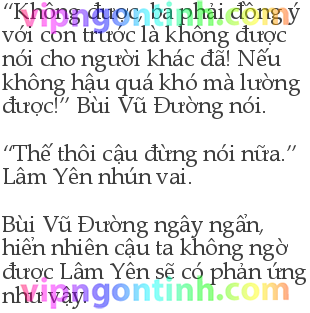 vipngontinh.com
“Không được, bà phải đồng ý
với con trước là không được
nói cho người khác đã! Nếu
không hậu quá khó mà lường
được!” Bùi Vũ Đường nói.
“Thế thôi cậu đừng nói nữa.”
Lâm Yên nhún vai.
Bùi Vũ Đường ngây ngẩn,
hiển nhiên cậu ta không ngờ
được Lâm Yên sẽ có phản ứng
như vậy.
vipngontinh.com